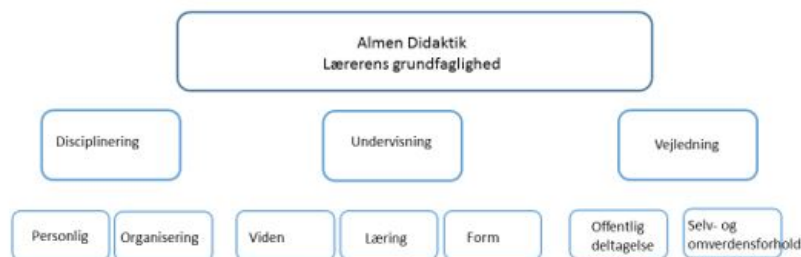 Almen Didaktik
Lærerens grundfaglighed
Disciplinering
Undervisning
Vejledning
Personlig
Organisering
Viden
Læring
Form
Offentlig
deltagelse
Selv- og
omverdensforhold